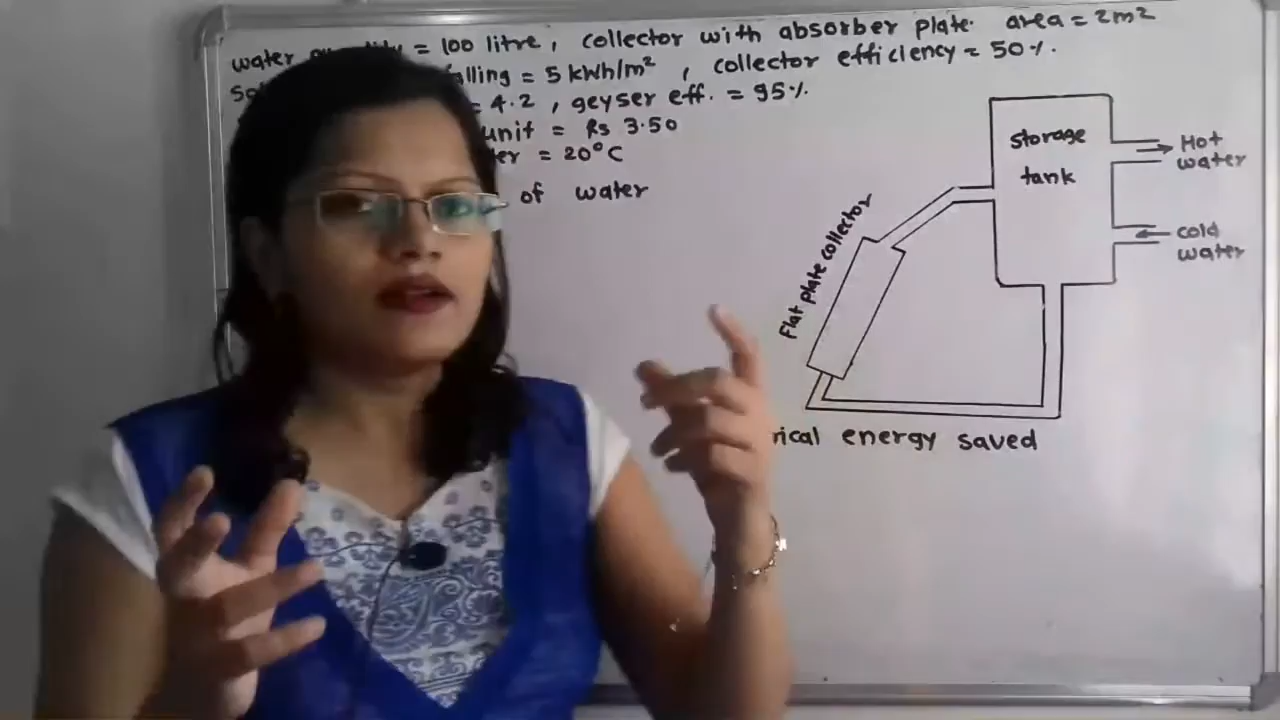 water = 100 litre, collector with absorber plate area = 2m²
falling = 5 kWh/m², collector efficiency = 50%.
= 4.2, geyser eff. = 95%.
unit = Rs 3.50
= 20°C
of water
storage
tank
Hot
water
cold
water
Flat plate collector
energy saved